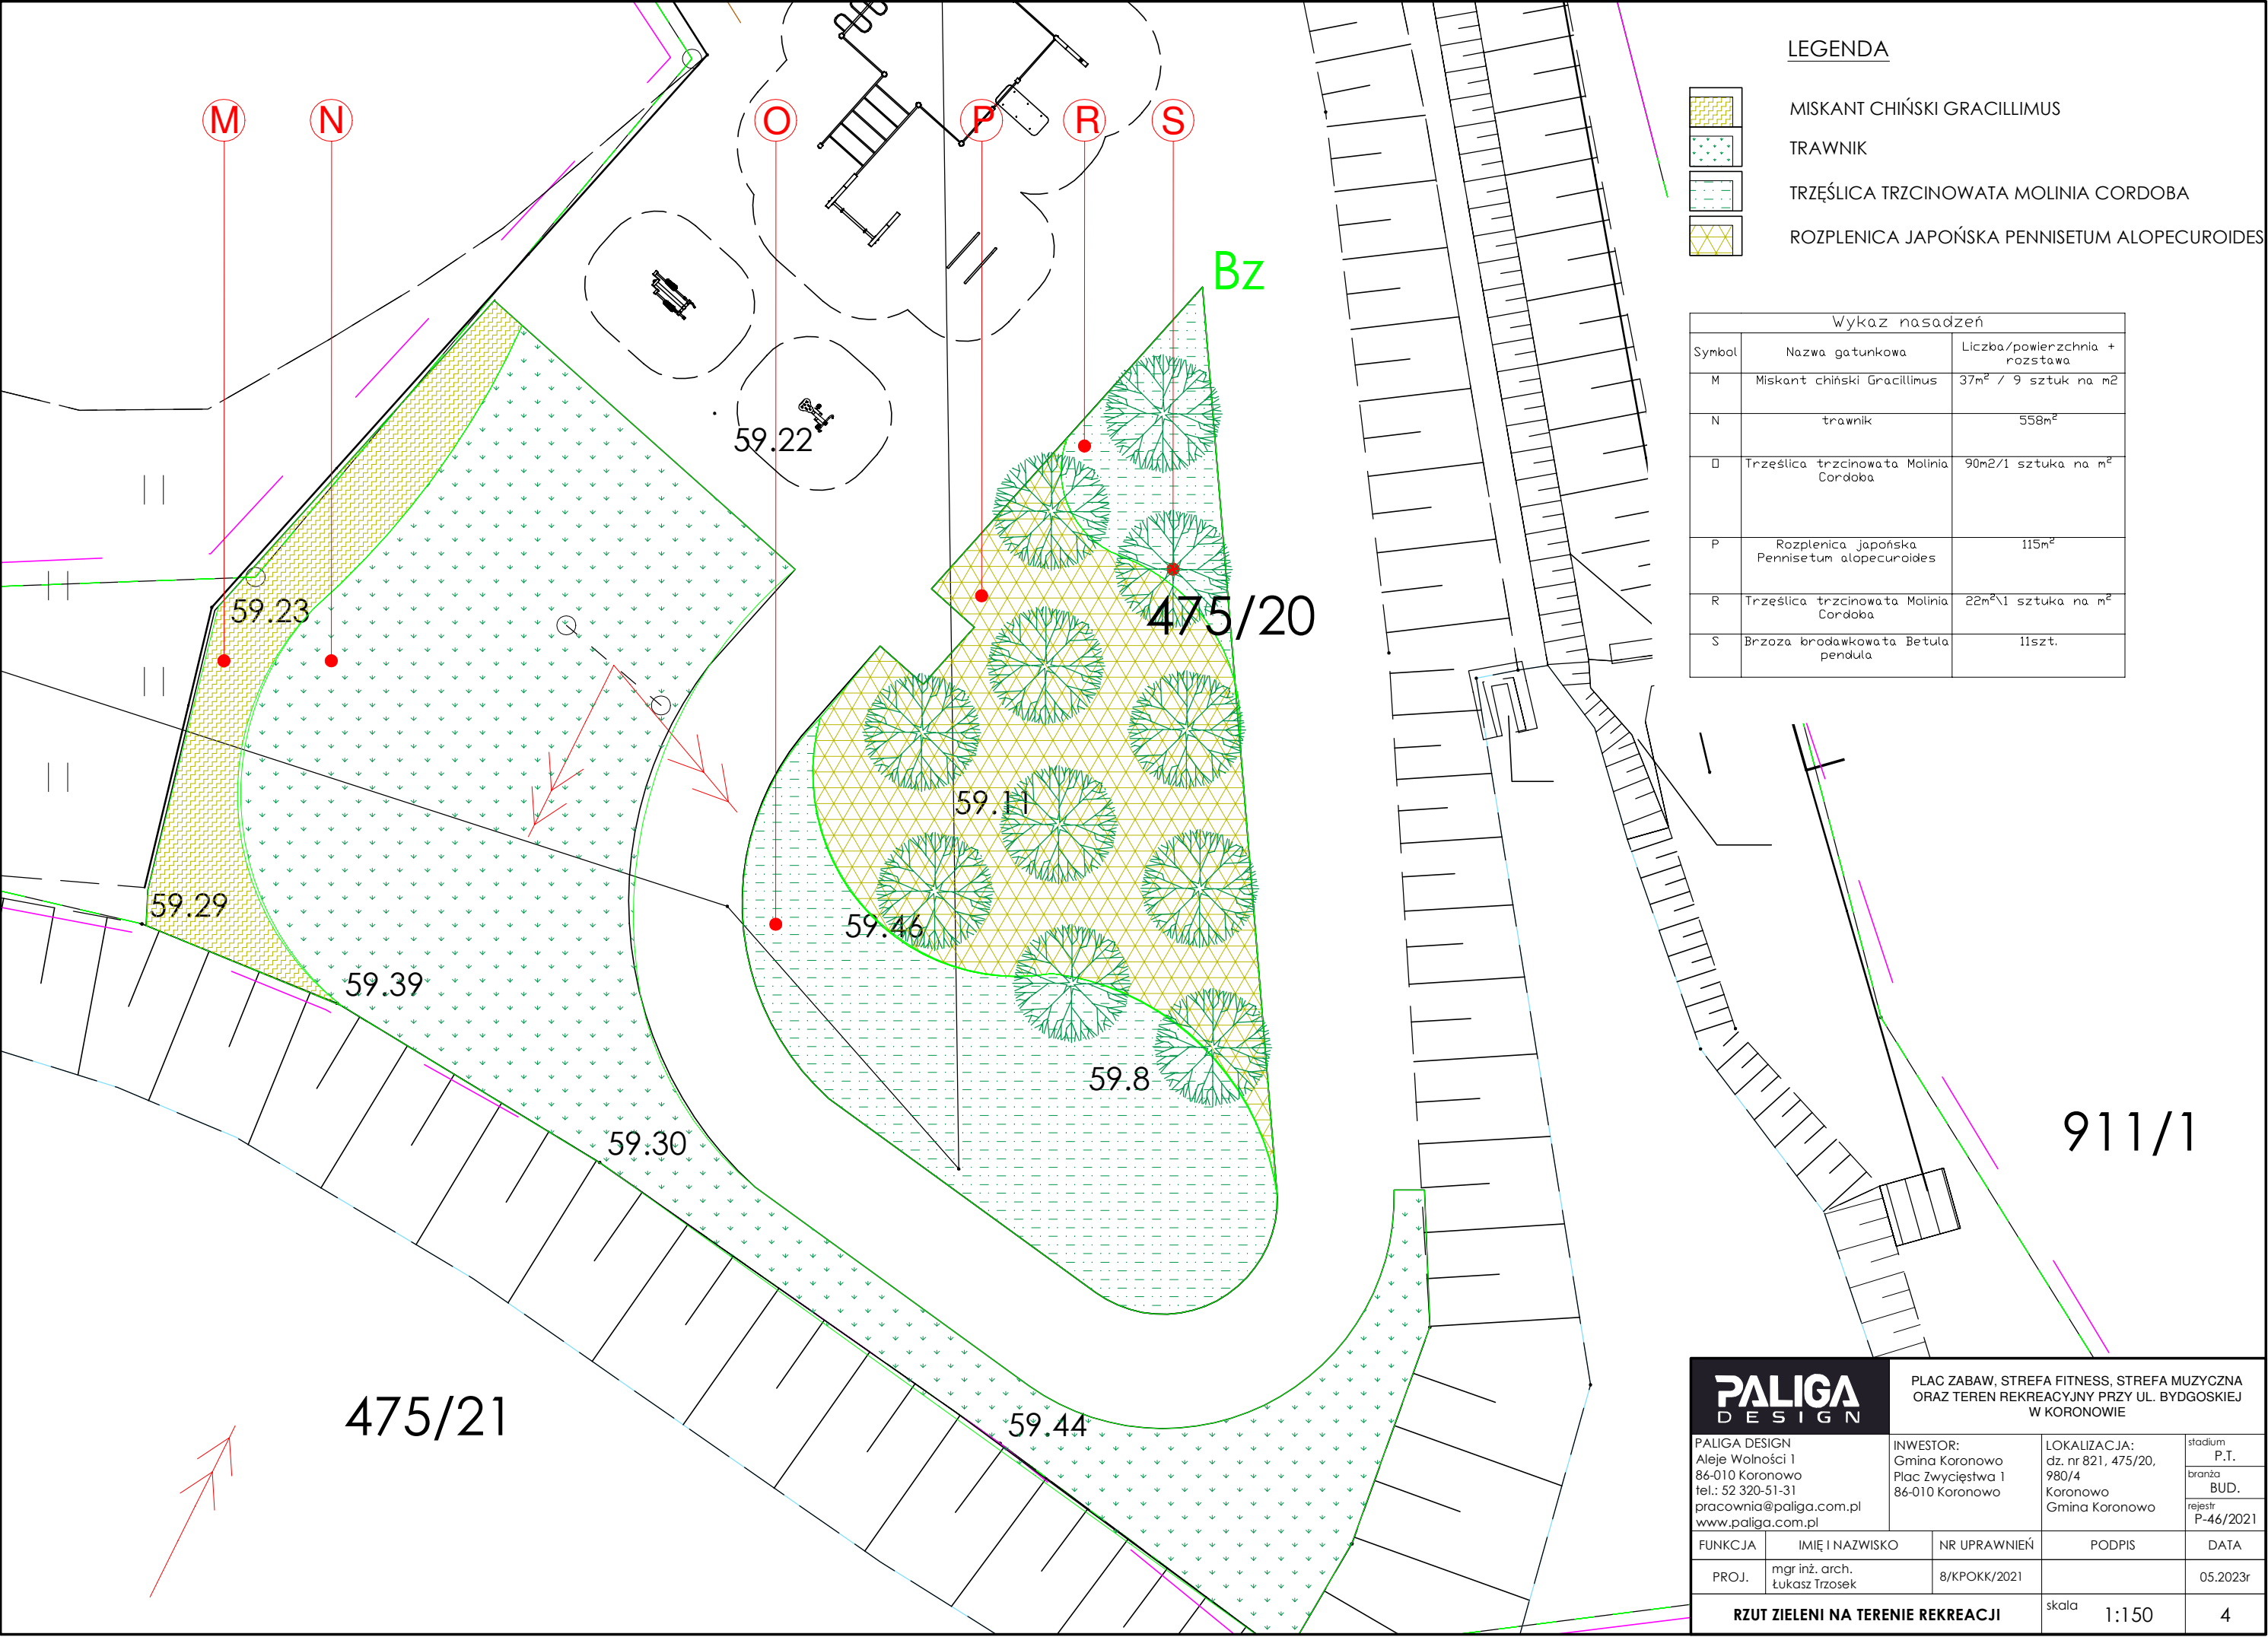 M
N
O
P
R
S
Bz
59.22
59.23
475/20
59.11
59.29
59.46
59.39
59.8
59.30
911/1
475/21
59.44
LEGENDA
MISKANT CHIŃSKI GRACILLIMUS
TRAWNIK
TRZĘŚLICA TRZCINOWATA MOLINIA CORDOBA
ROZPLENICA JAPOŃSKA PENNISETUM ALOPECUROIDES
Wykaz nasadzeń
Symbol
Nazwa gatunkowa
Liczba/powierzchnia +
rozstawa
M
Miskant chiński Gracillimus
37m² / 9 sztuk na m2
N
trawnik
558m²
O
Trzęślica trzcinowata Molinia
Cordoba
90m2/1 sztuka na m²
P
Rozplenica japońska
Pennisetum alopecuroides
115m²
R
Trzęślica trzcinowata Molinia
Cordoba
22m²\1 sztuka na m²
S
Brzoza brodawkowata Betula
pendula
11szt.
PALIGA
DESIGN
PLAC ZABAW, STREFA FITNESS, STREFA MUZYCZNA
ORAZ TEREN REKREACYJNY PRZY UL. BYDGOSKIEJ
W KORONOWIE
PALIGA DESIGN
Aleje Wolności 1
86-010 Koronowo
tel.: 52 320-51-31
pracownia@paliga.com.pl
www.paliga.com.pl
INWESTOR:
Gmina Koronowo
Plac Zwycięstwa 1
86-010 Koronowo
LOKALIZACJA:
dz. nr 821, 475/20,
980/4
Koronowo
Gmina Koronowo
stadium
P.T.
branża
BUD.
rejestr
P-46/2021
FUNKCJA
IMIĘ I NAZWISKO
NR UPRAWNIEŃ
PODPIS
DATA
PROJ.
mgr inż. arch.
Łukasz Trzosek
8/KPOKK/2021
05.2023r
RZUT ZIELENI NA TERENIE REKREACJI
skala
1:150
4